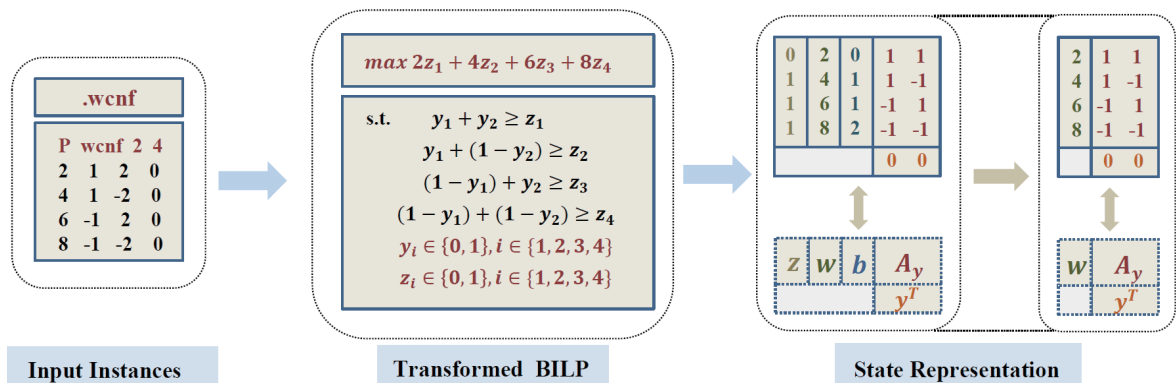 .wcnf
P wcnf 2 4
2 1 2 0
4 1 -2 0
6 -1 2 0
8 -1 -2 0
Input Instances
max 2z₁ + 4z₂ + 6z₃ + 8z₄
s.t. y₁ + y₂ ≥ z₁
y₁ + (1 − y₂) ≥ z₂
(1 − y₁) + y₂ ≥ z₃
(1 − y₁) + (1 − y₂) ≥ z₄
yᵢ ∈ {0, 1}, i ∈ {1, 2, 3, 4}
zᵢ ∈ {0, 1}, i ∈ {1, 2, 3, 4}
Transformed BILP
0 2 0 1 1
1 4 1 1 -1
1 6 1 -1 1
1 8 2 -1 -1
0 0
z w b A_y
y^T
2 1 1
4 1 -1
6 -1 1
8 -1 -1
0 0
w A_y
y^T
State Representation